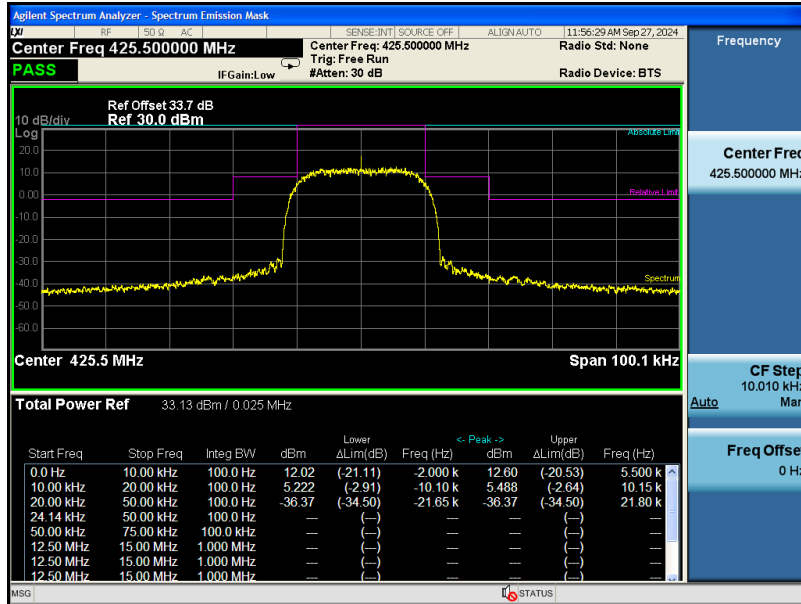 Agilent Spectrum Analyzer - Spectrum Emission Mask
LXI RF 50 Ω AC SENSE:INT SOURCE OFF ALIGN AUTO 11:56:29 AM Sep 27, 2024
Center Freq 425.500000 MHz Center Freq: 425.500000 MHz Radio Std: None
Trig: Free Run
PASS IFGain:Low #Atten: 30 dB Radio Device: BTS
Ref Offset 33.7 dB
10 dB/div Ref 30.0 dBm
Log
Absolute Limit
20.0
10.0
0.00
Relative Limit
-10.0
-20.0
-30.0
Spectrum
-40.0
-50.0
-60.0
Center 425.5 MHz Span 100.1 kHz
Total Power Ref 33.13 dBm / 0.025 MHz
Lower <- Peak -> Upper
Start Freq Stop Freq Integ BW dBm ΔLim(dB) Freq (Hz) dBm ΔLim(dB) Freq (Hz)
0.0 Hz 10.00 kHz 100.0 Hz 12.02 (-21.11) -2.000 k 12.60 (-20.53) 5.500 k
10.00 kHz 20.00 kHz 100.0 Hz 5.222 (-2.91) -10.10 k 5.488 (-2.64) 10.15 k
20.00 kHz 50.00 kHz 100.0 Hz -36.37 (-34.50) -21.65 k -36.37 (-34.50) 21.80 k
24.14 kHz 50.00 kHz 100.0 Hz --- (---) --- --- (---) ---
50.00 kHz 75.00 kHz 100.0 kHz --- (---) --- --- (---) ---
12.50 MHz 15.00 MHz 1.000 MHz --- (---) --- --- (---) ---
12.50 MHz 15.00 MHz 1.000 MHz --- (---) --- --- (---) ---
12.50 MHz 15.00 MHz 1.000 MHz --- (---) --- --- (---) ---
MSG STATUS
Frequency
Center Freq
425.500000 MHz
CF Step
10.010 kHz
Auto Man
Freq Offset
0 Hz